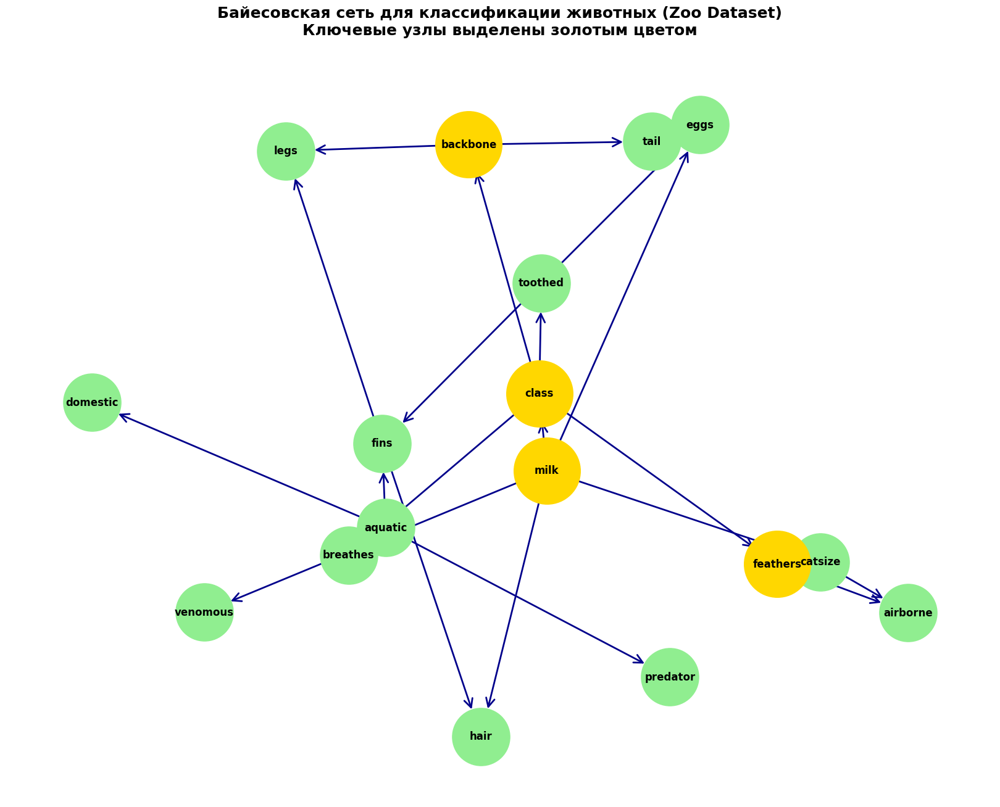 Байесовская сеть для классификации животных (Zoo Dataset)
Ключевые узлы выделены золотым цветом
eggs
tail
backbone
legs
toothed
class
domestic
fins
milk
aquatic
breathes
catsize
feathers
venomous
airborne
predator
hair